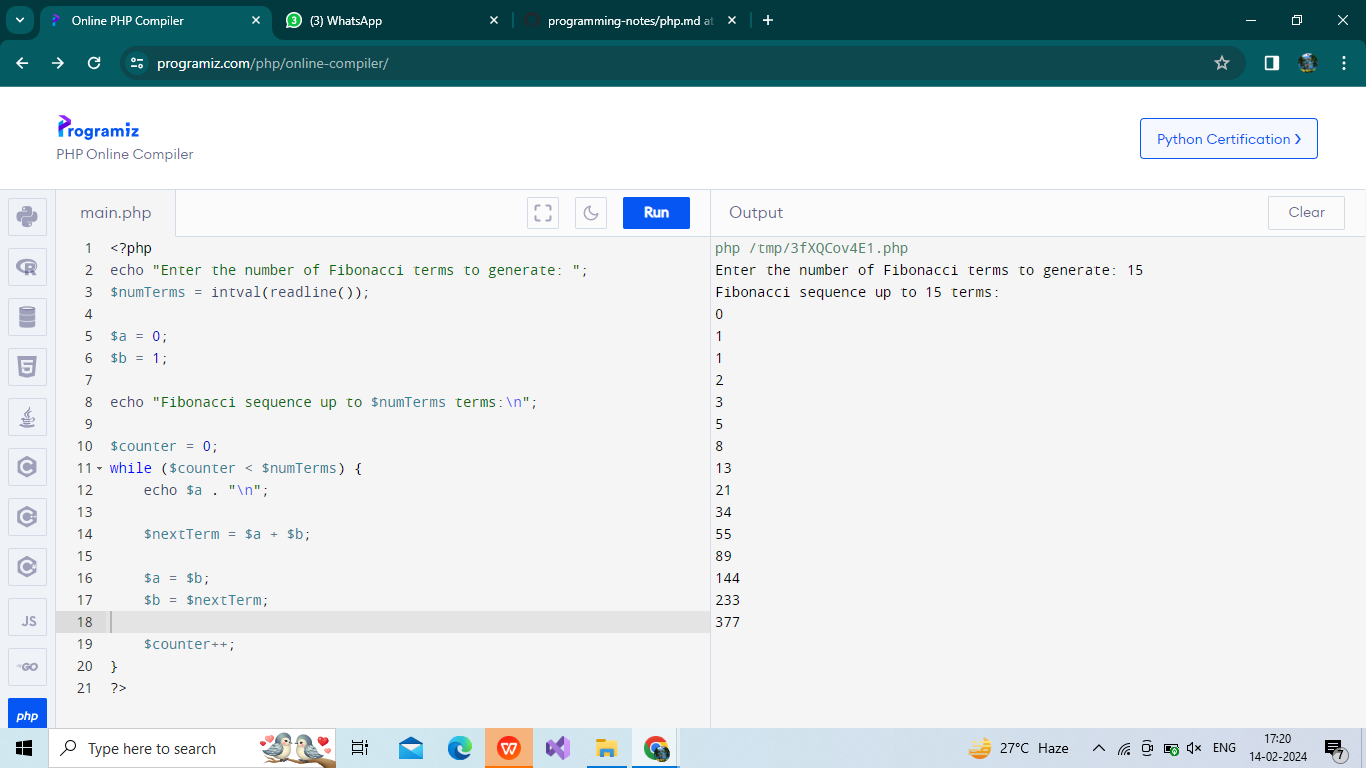 Online PHP Compiler
3
(3) WhatsApp
programming-notes/php.md at
programiz.com/php/online-compiler/
Programiz
PHP Online Compiler
Python Certification
main.php
Run
Output
Clear
1 <?php
2 echo "Enter the number of Fibonacci terms to generate: ";
3 $numTerms = intval(readline());
4
5 $a = 0;
6 $b = 1;
7
8 echo "Fibonacci sequence up to $numTerms terms:\n";
9
10 $counter = 0;
11 while ($counter < $numTerms) {
12 echo $a . "\n";
13
14 $nextTerm = $a + $b;
15
16 $a = $b;
17 $b = $nextTerm;
18
19 $counter++;
20 }
21 ?>
php /tmp/3fXQCov4E1.php
Enter the number of Fibonacci terms to generate: 15
Fibonacci sequence up to 15 terms:
0
1
1
2
3
5
8
13
21
34
55
89
144
233
377
R
5
C
C
C
JS
GO
php
Type here to search
W
27°C Haze
ENG
17:20
14-02-2024
7